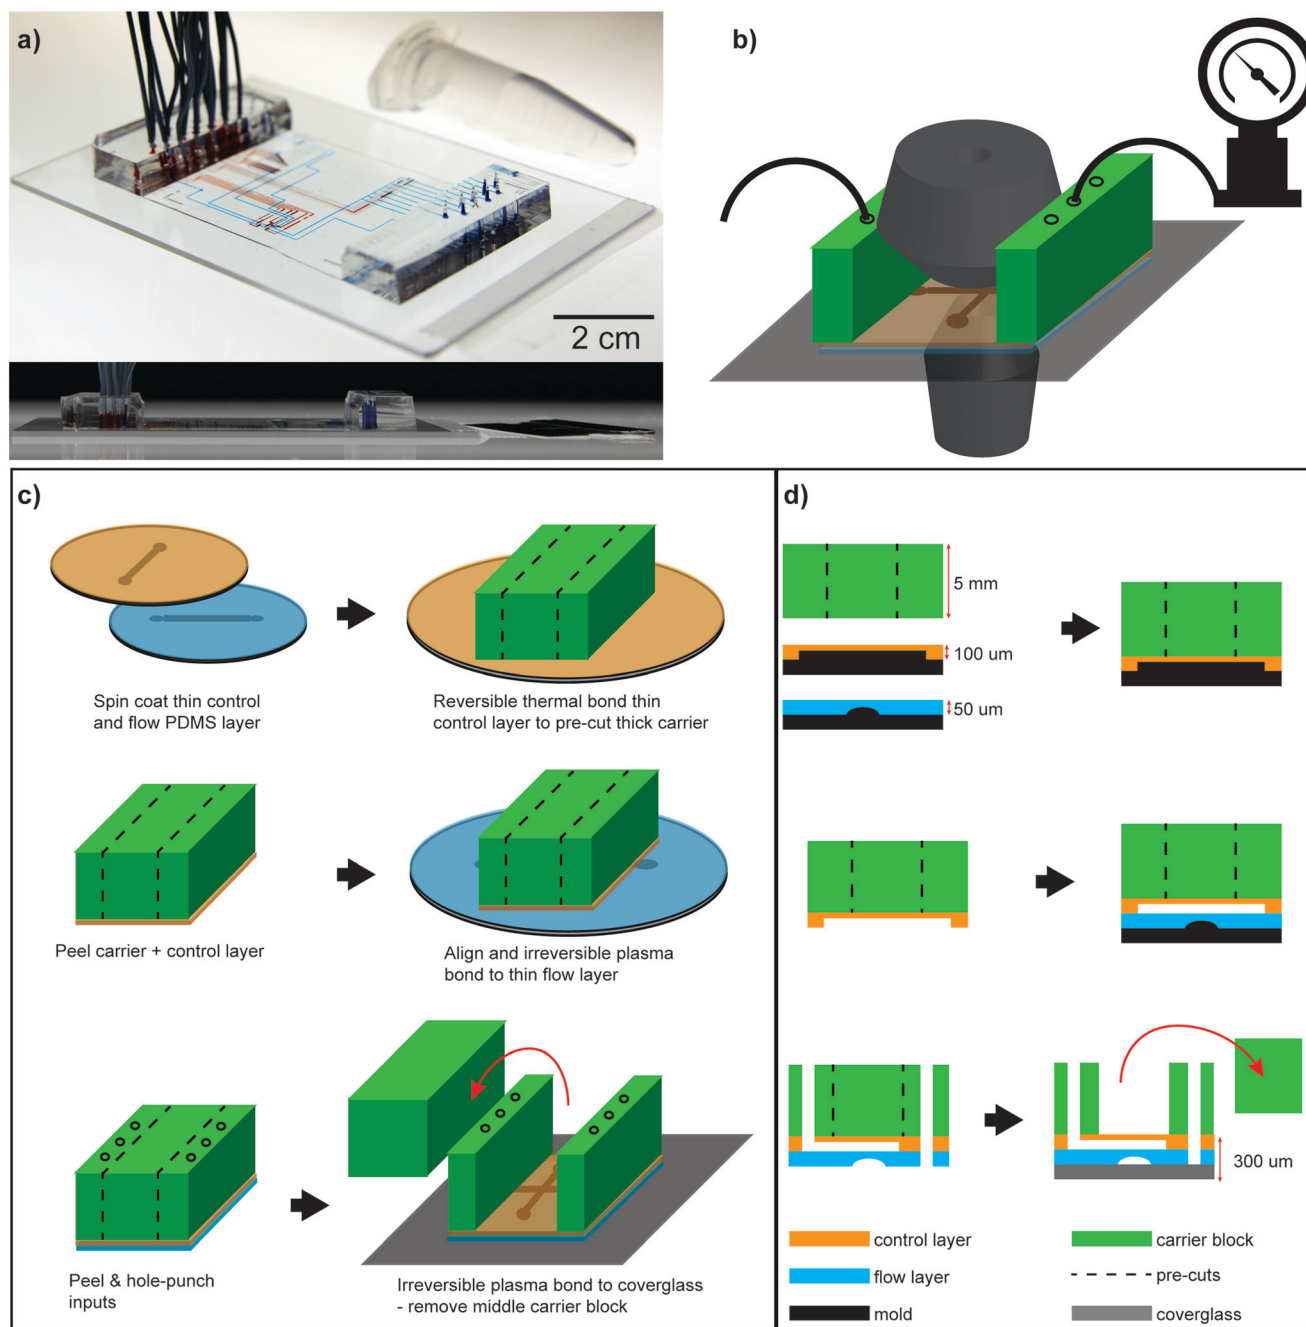 a)
2 cm
b)
c)
Spin coat thin control
and flow PDMS layer
Reversible thermal bond thin
control layer to pre-cut thick carrier
Peel carrier + control layer
Align and irreversible plasma
bond to thin flow layer
Peel & hole-punch
inputs
Irreversible plasma bond to coverglass
- remove middle carrier block
d)
5 mm
100 um
50 um
300 um
control layer
carrier block
flow layer
pre-cuts
mold
coverglass